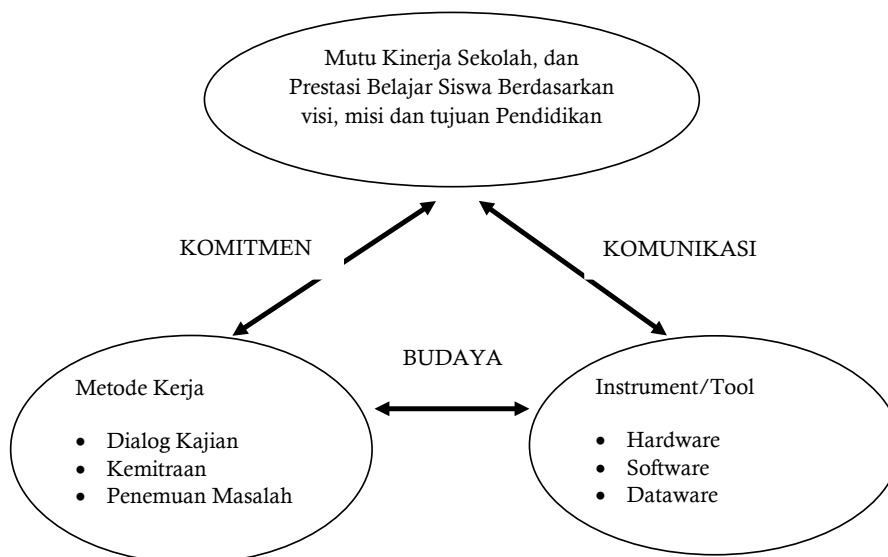 Mutu Kinerja Sekolah, dan
Prestasi Belajar Siswa Berdasarkan
visi, misi dan tujuan Pendidikan
KOMITMEN
KOMUNIKASI
BUDAYA
Metode Kerja
• Dialog Kajian
• Kemitraan
• Penemuan Masalah
Instrument/Tool
• Hardware
• Software
• Dataware